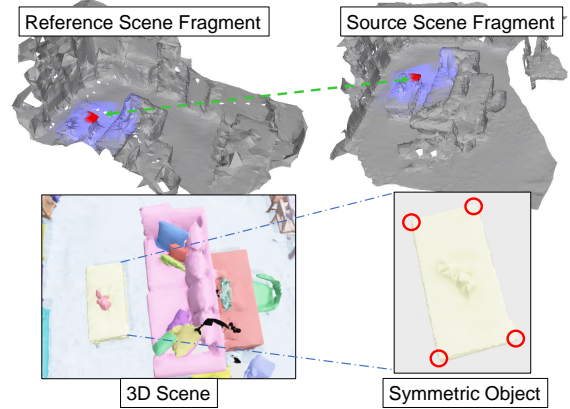 Reference Scene Fragment
Source Scene Fragment
3D Scene
Symmetric Object